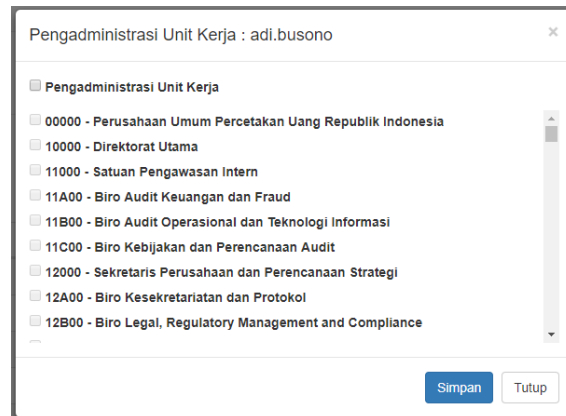 Pengadministrasi Unit Kerja : adi.busono
×
Pengadministrasi Unit Kerja
00000 - Perusahaan Umum Percetakan Uang Republik Indonesia
10000 - Direktorat Utama
11000 - Satuan Pengawasan Intern
11A00 - Biro Audit Keuangan dan Fraud
11B00 - Biro Audit Operasional dan Teknologi Informasi
11C00 - Biro Kebijakan dan Perencanaan Audit
12000 - Sekretaris Perusahaan dan Perencanaan Strategi
12A00 - Biro Kesekretariatan dan Protokol
12B00 - Biro Legal, Regulatory Management and Compliance
Simpan Tutup